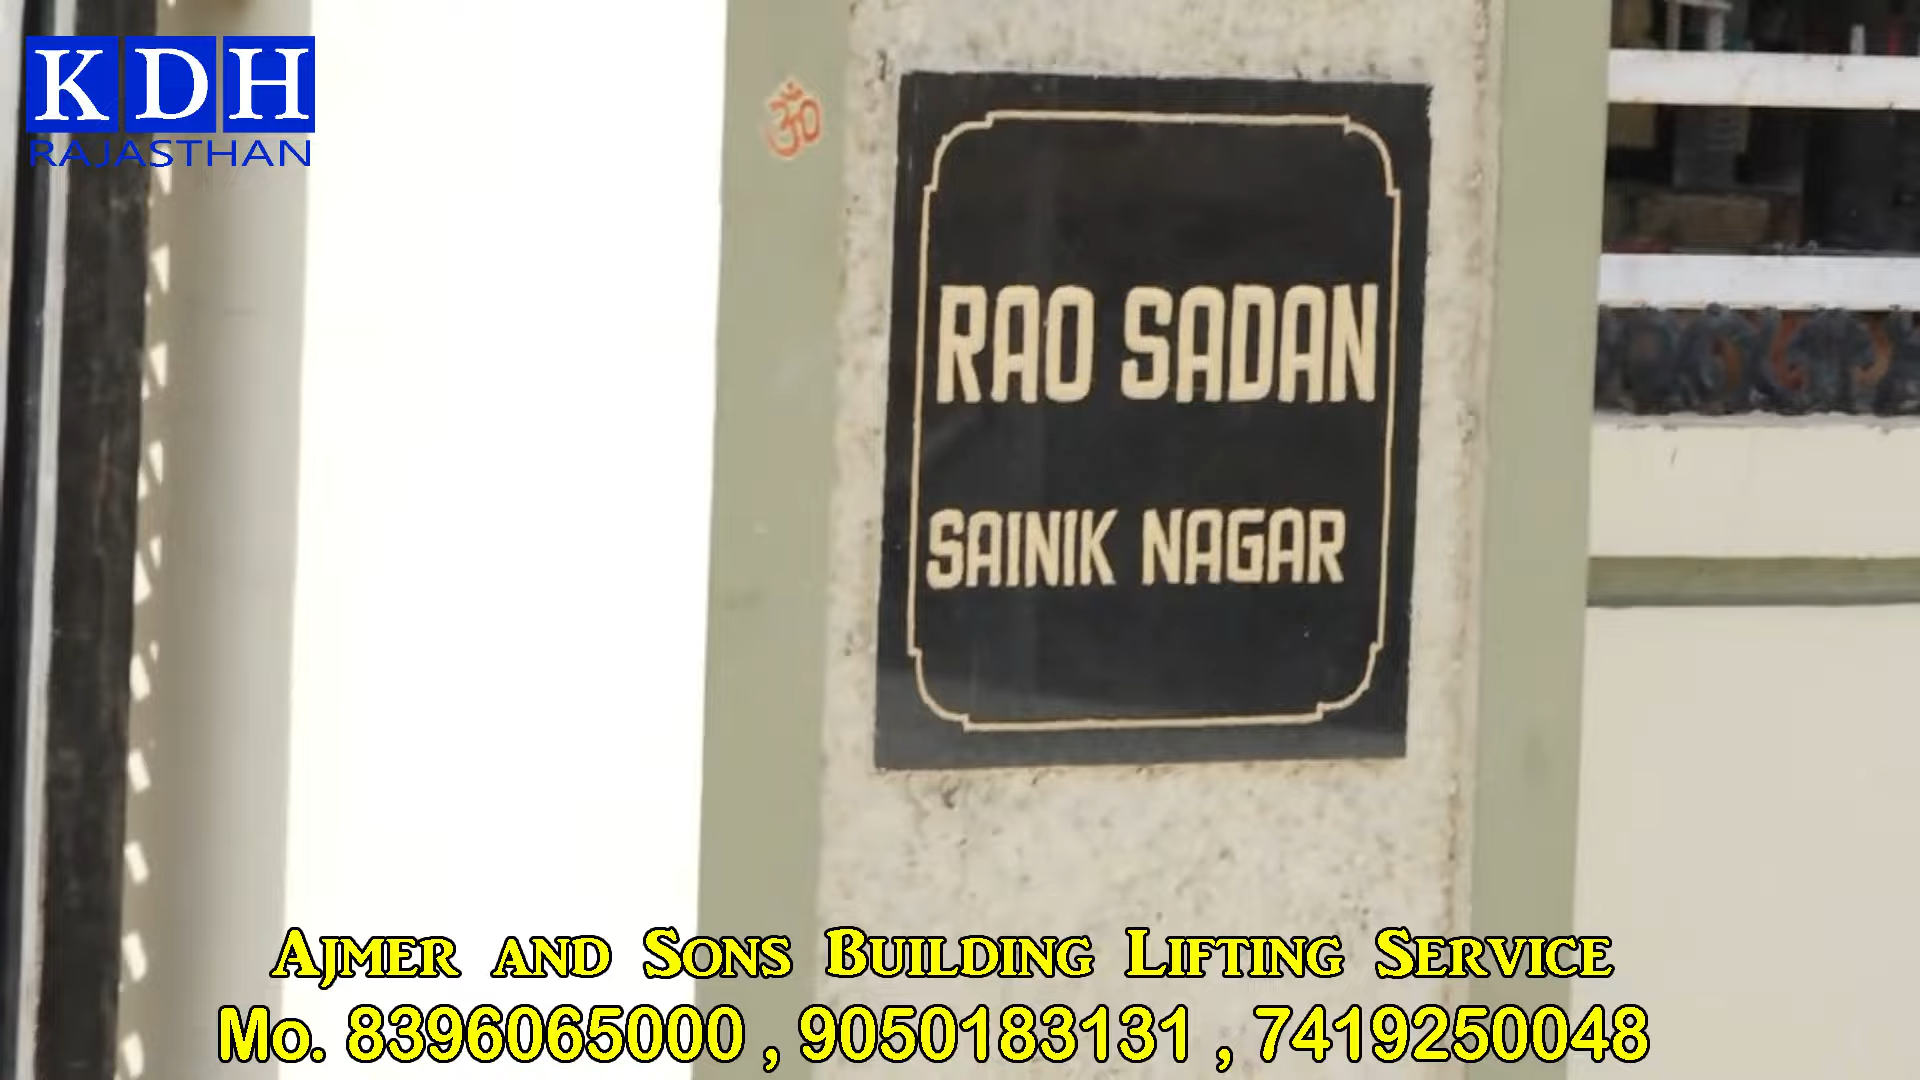 KDH
RAJASTHAN
ॐ
RAO SADAN
SAINIK NAGAR
AJMER AND SONS BUILDING LIFTING SERVICE
Mo. 8396065000 , 9050183131 , 7419250048